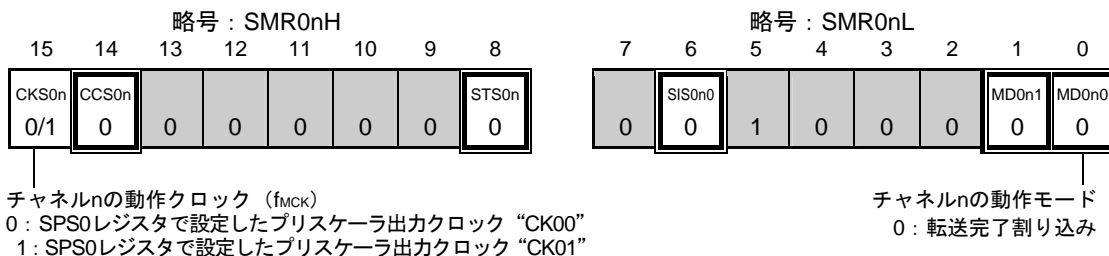 略号：SMR0nH 略号：SMR0nL
15 14 13 12 11 10 9 8 7 6 5 4 3 2 1 0
CKS0n CCS0n STS0n SIS0n0 MD0n1 MD0n0
0/1 0 0 0 0 0 0 0 0 0 1 0 0 0 0 0
チャネルnの動作クロック（fMCK） チャネルnの動作モード
0：SPS0レジスタで設定したプリスケーラ出力クロック“CK00” 0：転送完了割り込み
1：SPS0レジスタで設定したプリスケーラ出力クロック“CK01”